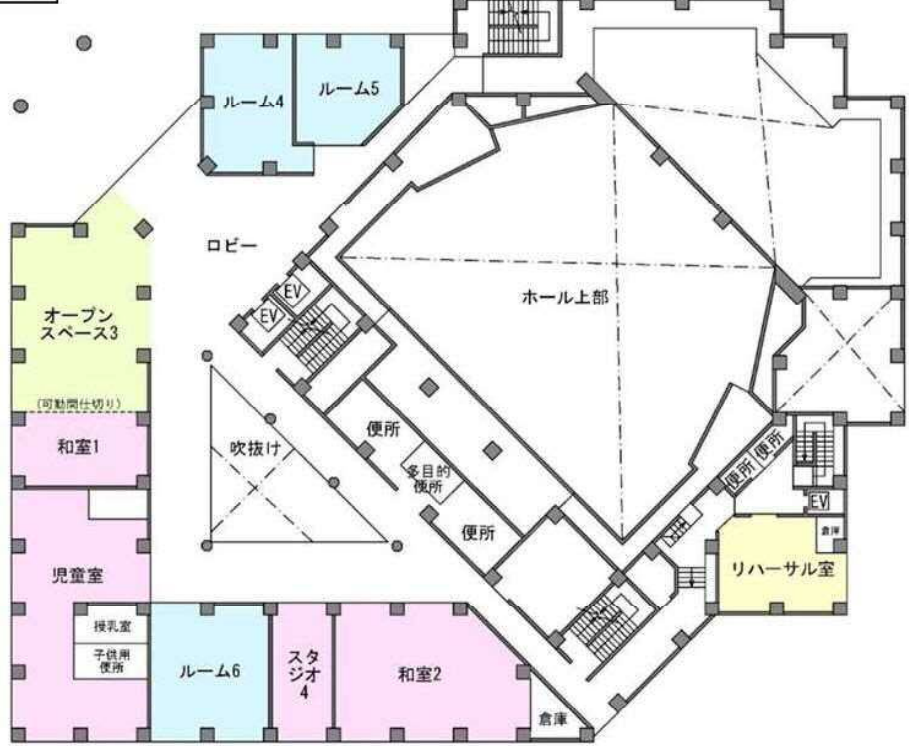 ルーム4
ルーム5
ロビー
EV
EV
ホール上部
オープン
スペース3
(可動間仕切り)
和室1
吹抜け
便所
多目的
便所
便所
便所
便所
EV
倉庫
リハーサル室
児童室
授乳室
子供用
便所
ルーム6
スタ
ジオ
4
和室2
倉庫